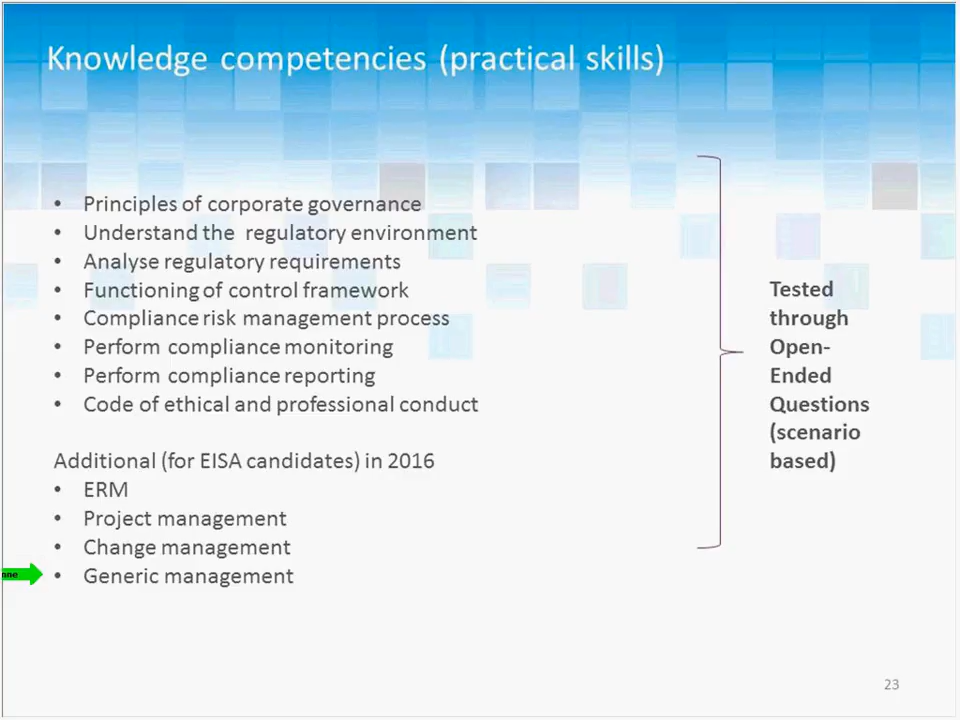 Knowledge competencies (practical skills)
• Principles of corporate governance
• Understand the regulatory environment
• Analyse regulatory requirements
• Functioning of control framework
• Compliance risk management process
• Perform compliance monitoring
• Perform compliance reporting
• Code of ethical and professional conduct
Additional (for EISA candidates) in 2016
• ERM
• Project management
• Change management
• Generic management
Tested
through
Open-
Ended
Questions
(scenario
based)
23